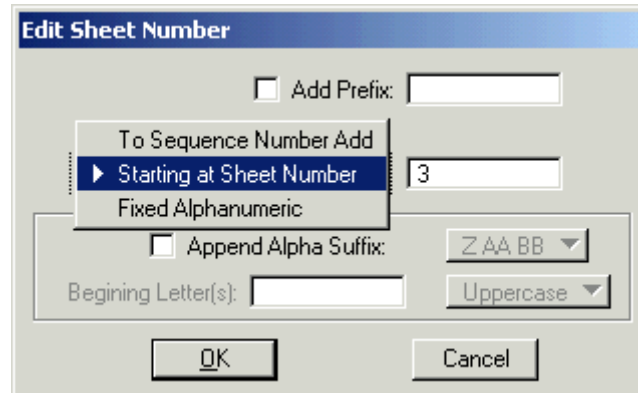 Edit Sheet Number
Add Prefix:
To Sequence Number Add
Starting at Sheet Number 3
Fixed Alphanumeric
Append Alpha Suffix: Z AA BB
Begining Letter(s): Uppercase
OK Cancel